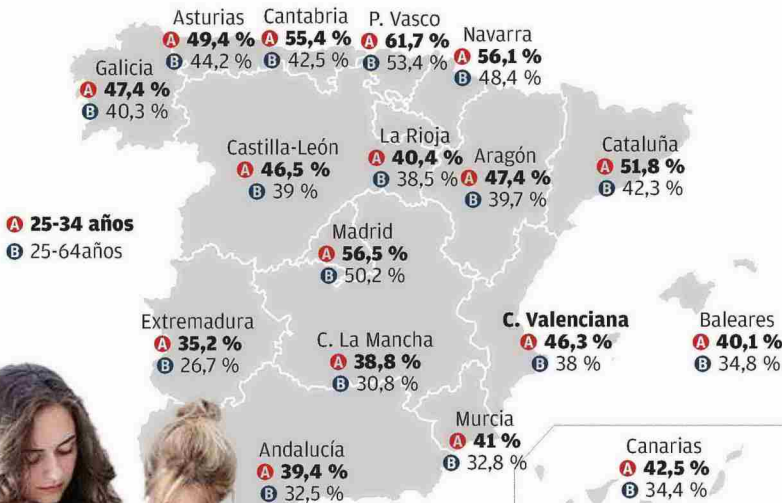 Asturias
A 49,4 %
B 44,2 %
Cantabria
A 55,4 %
B 42,5 %
P. Vasco
A 61,7 %
B 53,4 %
Navarra
A 56,1 %
B 48,4 %
Galicia
A 47,4 %
B 40,3 %
Castilla-León
A 46,5 %
B 39 %
La Rioja
A 40,4 %
B 38,5 %
Aragón
A 47,4 %
B 39,7 %
Cataluña
A 51,8 %
B 42,3 %
A 25-34 años
B 25-64años
Madrid
A 56,5 %
B 50,2 %
Extremadura
A 35,2 %
B 26,7 %
C. La Mancha
A 38,8 %
B 30,8 %
C. Valenciana
A 46,3 %
B 38 %
Baleares
A 40,1 %
B 34,8 %
Andalucía
A 39,4 %
B 32,5 %
Murcia
A 41 %
B 32,8 %
Canarias
A 42,5 %
B 34,4 %